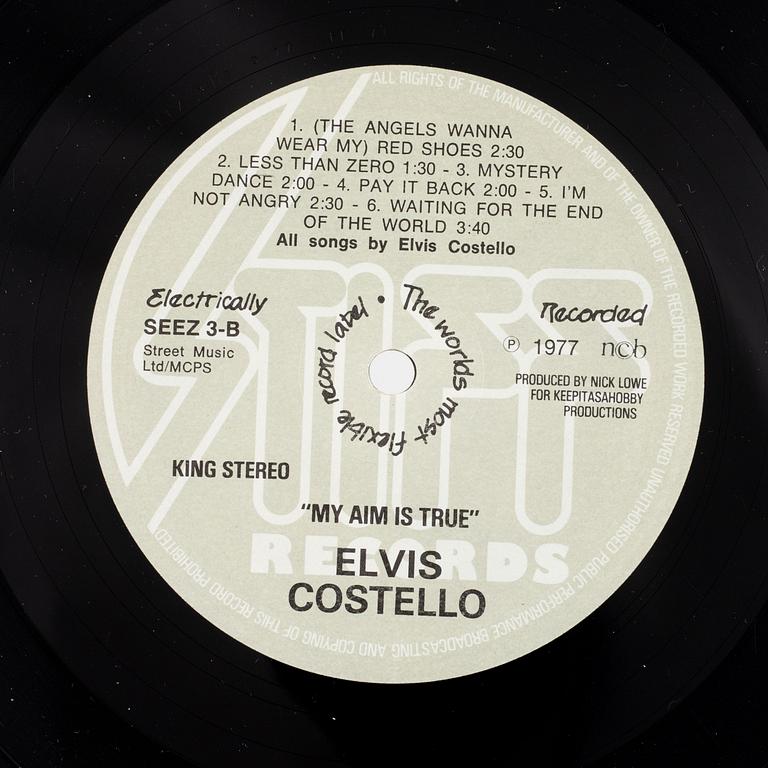 1. (THE ANGELS WANNA
WEAR MY) RED SHOES 2:30
2. LESS THAN ZERO 1:30 - 3. MYSTERY
DANCE 2:00 - 4. PAY IT BACK 2:00 - 5. I'M
NOT ANGRY 2:30 - 6. WAITING FOR THE END
OF THE WORLD 3:40
All songs by Elvis Costello
Electrically
SEEZ 3-B
Street Music
Ltd/MCPS
The worlds most flexible record label •
Recorded
℗ 1977 ncb
PRODUCED BY NICK LOWE
FOR KEEPITASAHOBBY
PRODUCTIONS
KING STEREO
"MY AIM IS TRUE"
ELVIS
COSTELLO
STIFF
RECORDS
ALL RIGHTS OF THE MANUFACTURER AND OF THE OWNER OF THE RECORDED WORK RESERVED UNAUTHORISED PUBLIC PERFORMANCE BROADCASTING AND COPYING OF THIS RECORD PROHIBITED